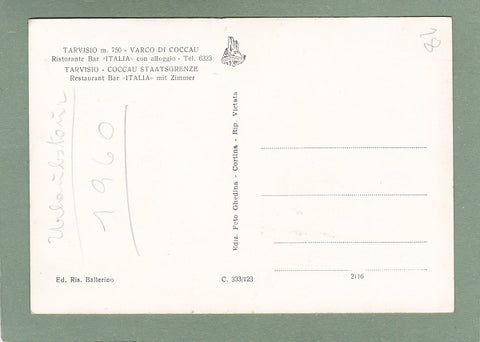 TARVISIO m. 750 - VARCO DI COCCAU
Ristorante Bar «ITALIA» con alloggio - Tel. 6323
TARVISIO - COCCAU STAATSGRENZE
Restaurant Bar «ITALIA» mit Zimmer
Urlaubstour
1960
Ediz. Foto Ghedina - Cortina - Rip. Vietata
Ed. Ris. Ballerino
C. 333/123
2116